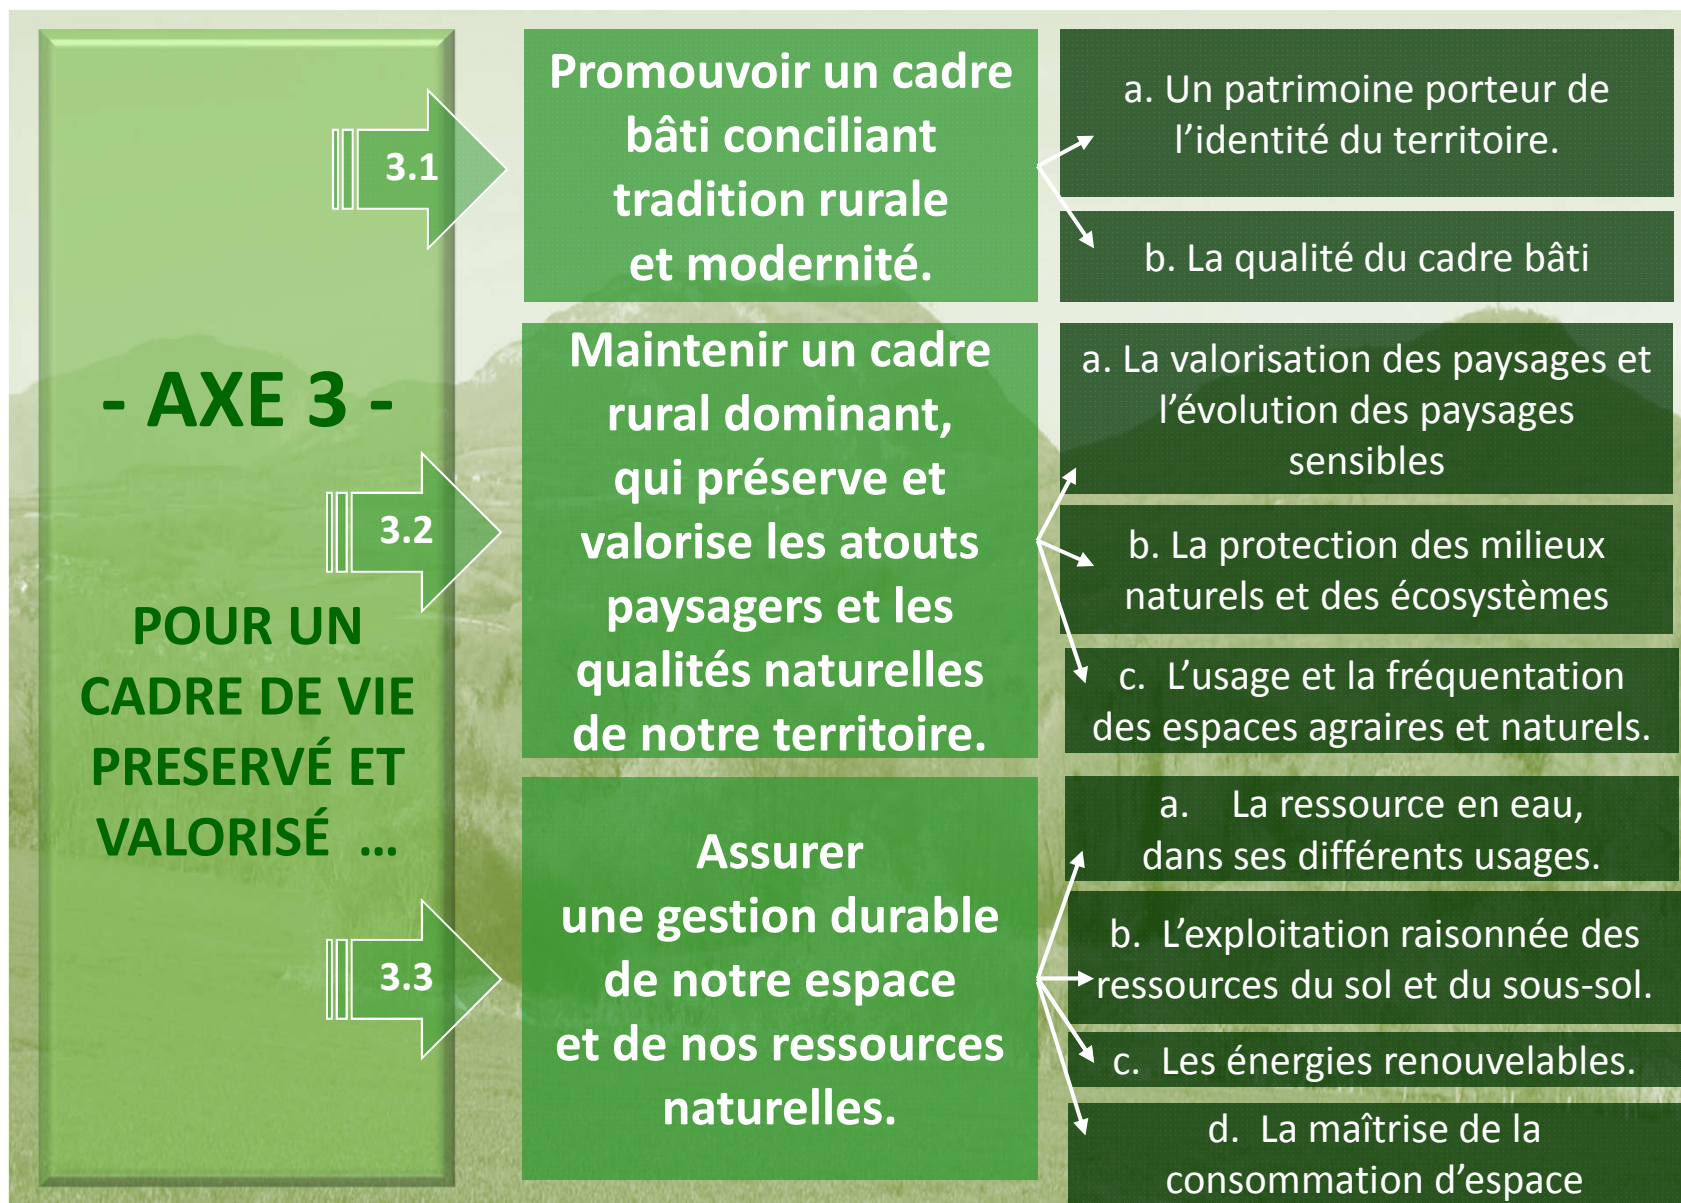 - AXE 3 -
POUR UN
CADRE DE VIE
PRESERVÉ ET
VALORISÉ ...
3.1
Promouvoir un cadre
bâti conciliant
tradition rurale
et modernité.
a. Un patrimoine porteur de
l’identité du territoire.
b. La qualité du cadre bâti
3.2
Maintenir un cadre
rural dominant,
qui préserve et
valorise les atouts
paysagers et les
qualités naturelles
de notre territoire.
a. La valorisation des paysages et
l’évolution des paysages
sensibles
b. La protection des milieux
naturels et des écosystèmes
c. L’usage et la fréquentation
des espaces agraires et naturels.
3.3
Assurer
une gestion durable
de notre espace
et de nos ressources
naturelles.
a. La ressource en eau,
dans ses différents usages.
b. L’exploitation raisonnée des
ressources du sol et du sous-sol.
c. Les énergies renouvelables.
d. La maîtrise de la
consommation d’espace